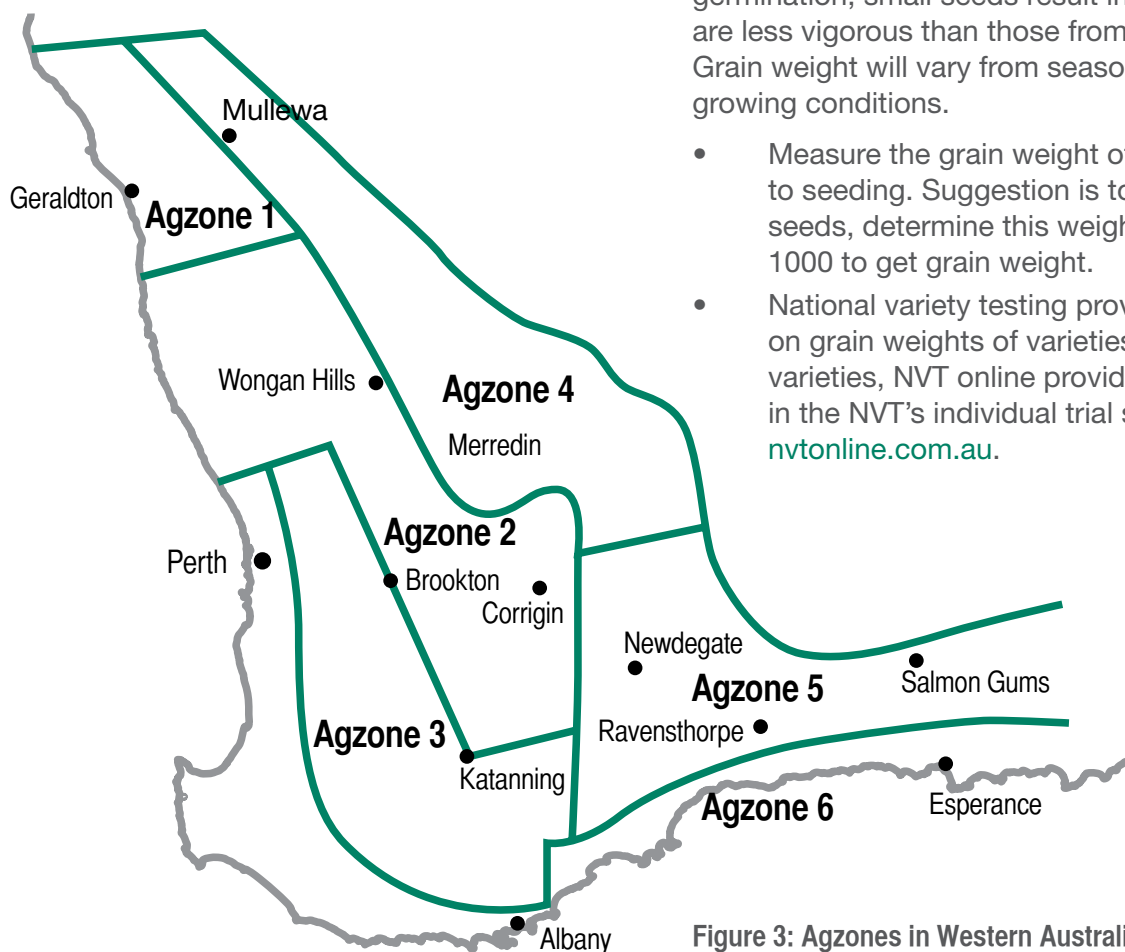 germination, small seeds result in
are less vigorous than those from
Grain weight will vary from seaso
growing conditions.
• Measure the grain weight of
to seeding. Suggestion is to
seeds, determine this weigh
1000 to get grain weight.
• National variety testing prov
on grain weights of varieties
varieties, NVT online provid
in the NVT's individual trial s
nvtonline.com.au.
Mullewa
Geraldton
Agzone 1
Wongan Hills
Agzone 4
Merredin
Agzone 2
Perth
Brookton
Corrigin
Newdegate
Agzone 5
Salmon Gums
Agzone 3
Ravensthorpe
Katanning
Agzone 6
Esperance
Albany
Figure 3: Agzones in Western Australi